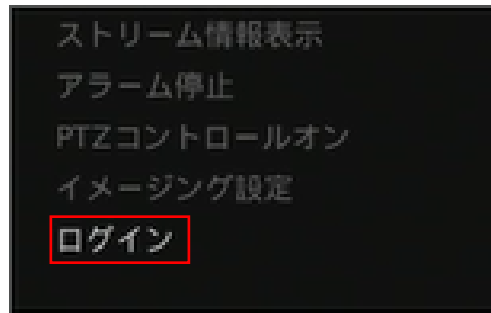 ストリーム情報表示
アラーム停止
PTZコントロールオン
イメージング設定
ログイン